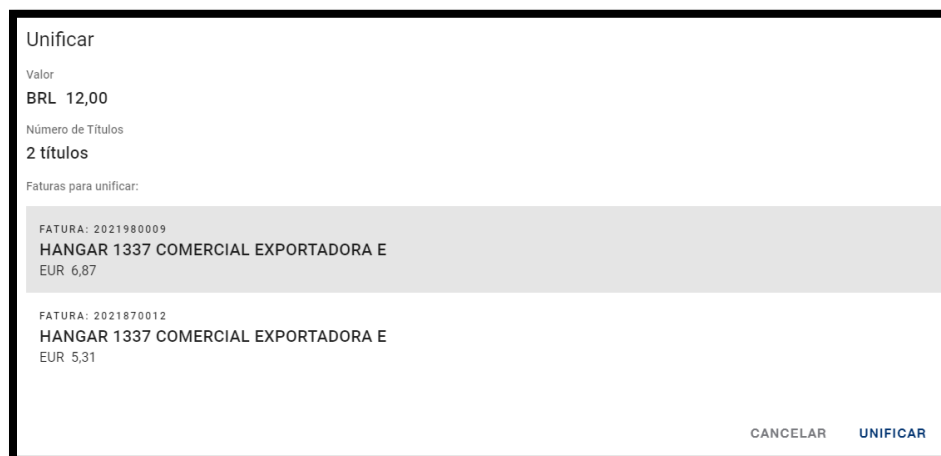 Unificar
Valor
BRL 12,00
Número de Títulos
2 títulos
Faturas para unificar:
FATURA: 2021980009
HANGAR 1337 COMERCIAL EXPORTADORA E
EUR 6,87
FATURA: 2021870012
HANGAR 1337 COMERCIAL EXPORTADORA E
EUR 5,31
CANCELAR UNIFICAR